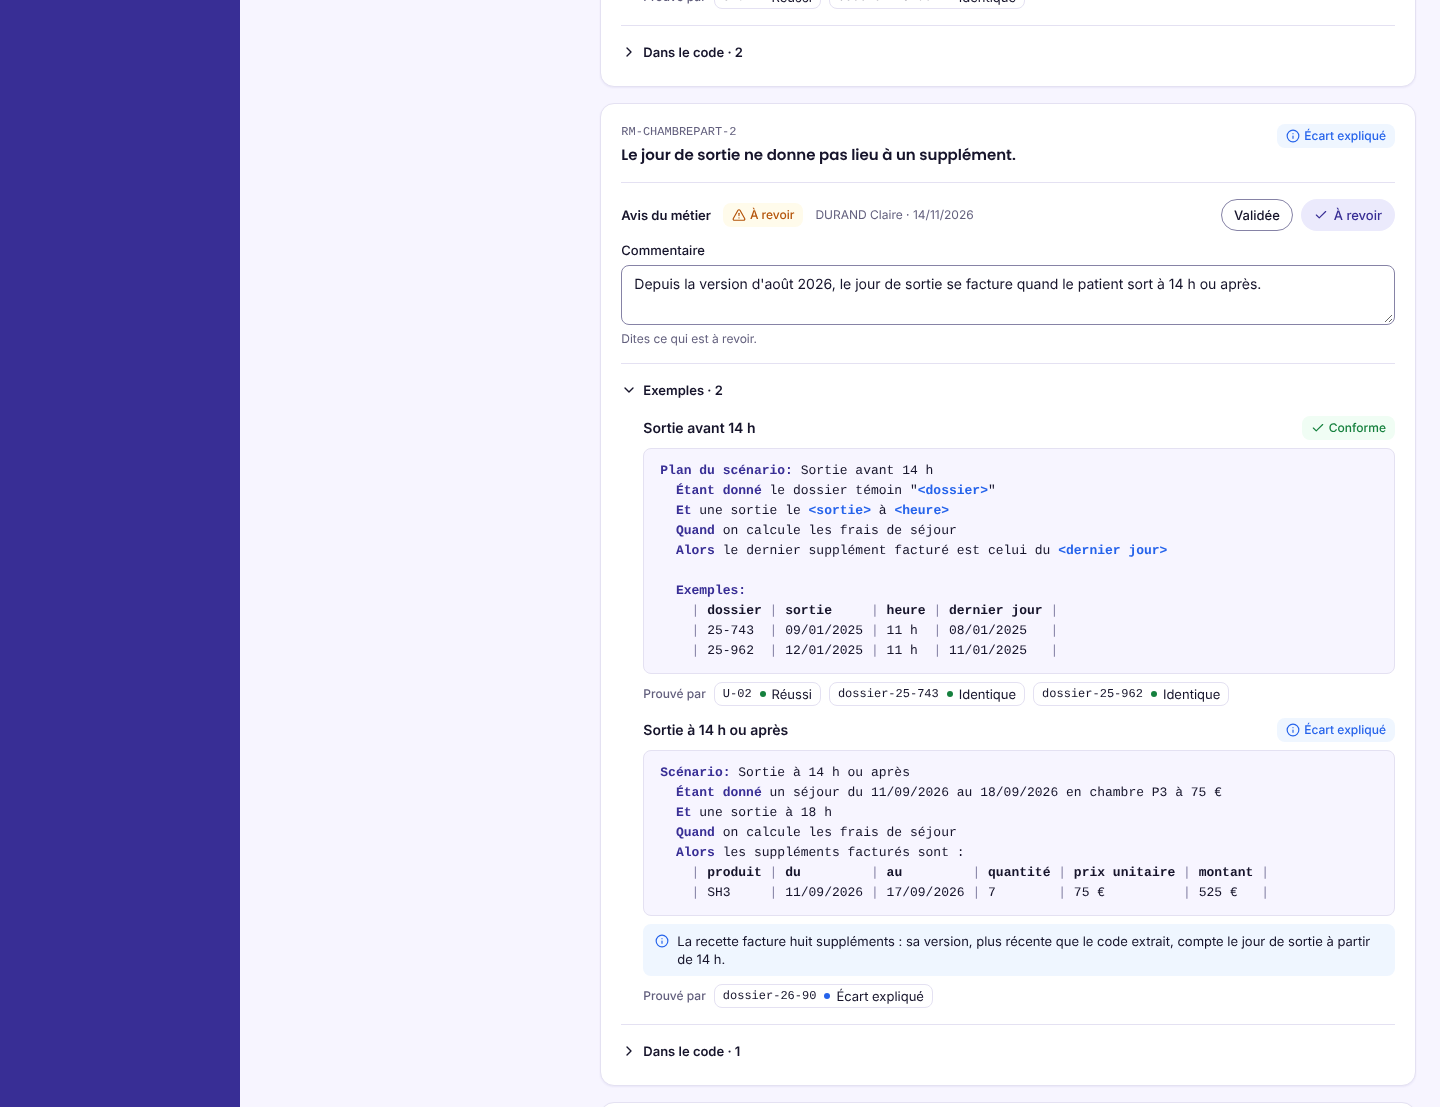 Dans le code · 2
RM-CHAMBREPART-2
Écart expliqué
Le jour de sortie ne donne pas lieu à un supplément.
Avis du métier À revoir DURAND Claire · 14/11/2026 Validée À revoir
Commentaire
Depuis la version d'août 2026, le jour de sortie se facture quand le patient sort à 14 h ou après.
Dites ce qui est à revoir.
Exemples · 2
Sortie avant 14 h Conforme
Plan du scénario: Sortie avant 14 h
Étant donné le dossier témoin "<dossier>"
Et une sortie le <sortie> à <heure>
Quand on calcule les frais de séjour
Alors le dernier supplément facturé est celui du <dernier jour>
Exemples:
| dossier | sortie | heure | dernier jour |
| 25-743 | 09/01/2025 | 11 h | 08/01/2025 |
| 25-962 | 12/01/2025 | 11 h | 11/01/2025 |
Prouvé par U-02 Réussi dossier-25-743 Identique dossier-25-962 Identique
Sortie à 14 h ou après Écart expliqué
Scénario: Sortie à 14 h ou après
Étant donné un séjour du 11/09/2026 au 18/09/2026 en chambre P3 à 75 €
Et une sortie à 18 h
Quand on calcule les frais de séjour
Alors les suppléments facturés sont :
| produit | du | au | quantité | prix unitaire | montant |
| SH3 | 11/09/2026 | 17/09/2026 | 7 | 75 € | 525 € |
La recette facture huit suppléments : sa version, plus récente que le code extrait, compte le jour de sortie à partir
de 14 h.
Prouvé par dossier-26-90 Écart expliqué
Dans le code · 1